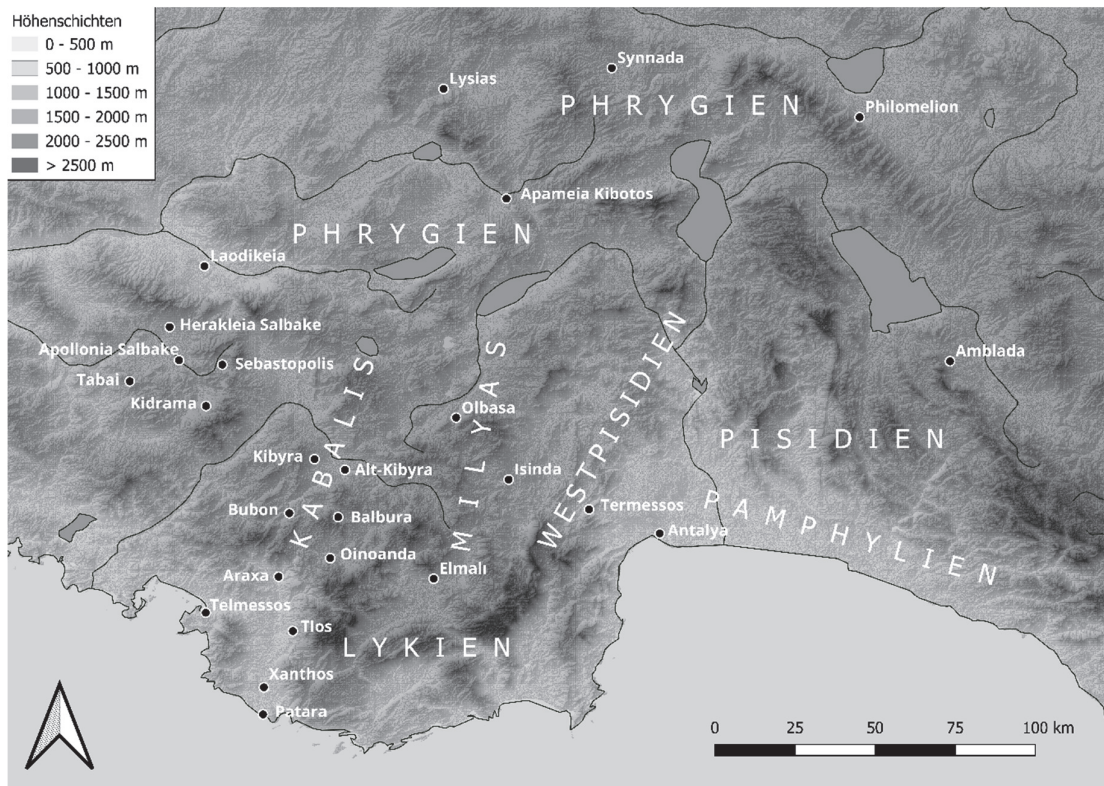 Höhenschichten
0 - 500 m
500 - 1000 m
1000 - 1500 m
1500 - 2000 m
2000 - 2500 m
> 2500 m
Synnada
Lysias
PHRYGIEN
Philomelion
Apameia Kibotos
PHRYGIEN
Laodikeia
Herakleia Salbake
Apollonia Salbake
Sebastopolis
Tabai
Kidrama
Amblada
KABALIS
MILYAS
WESTPISIDIEN
Olbasa
PISIDIEN
Kibyra
Alt-Kibyra
Isinda
Bubon
Balbura
Termessos
PAMPHYLIEN
Antalya
Oinoanda
Elmalı
Araxa
Telmessos
Tlos
LYKIEN
Xanthos
Patara
0 25 50 75 100 km